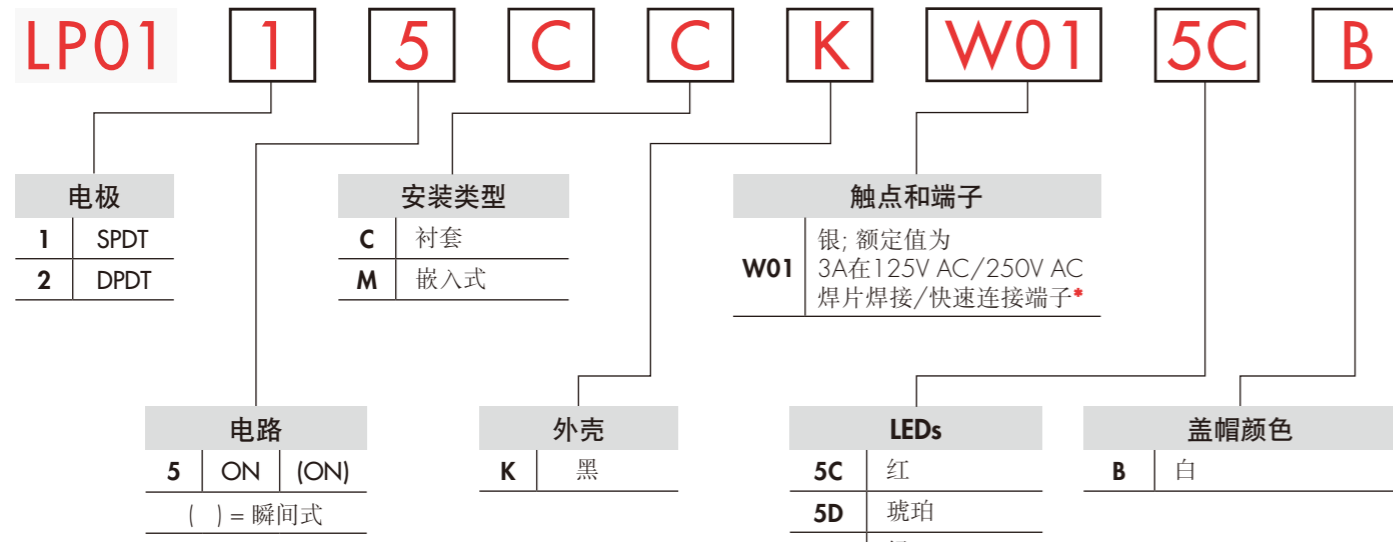 LP01 1 5 C C K W01 5C B
电极
1 SPDT
2 DPDT
安装类型
C 衬套
M 嵌入式
触点和端子
W01 银; 额定值为
3A在125V AC/250V AC
焊片焊接/快速连接端子*
电路
5 ON (ON)
( ) = 瞬间式
外壳
K 黑
LEDs
5C 红
5D 琥珀
盖帽颜色
B 白